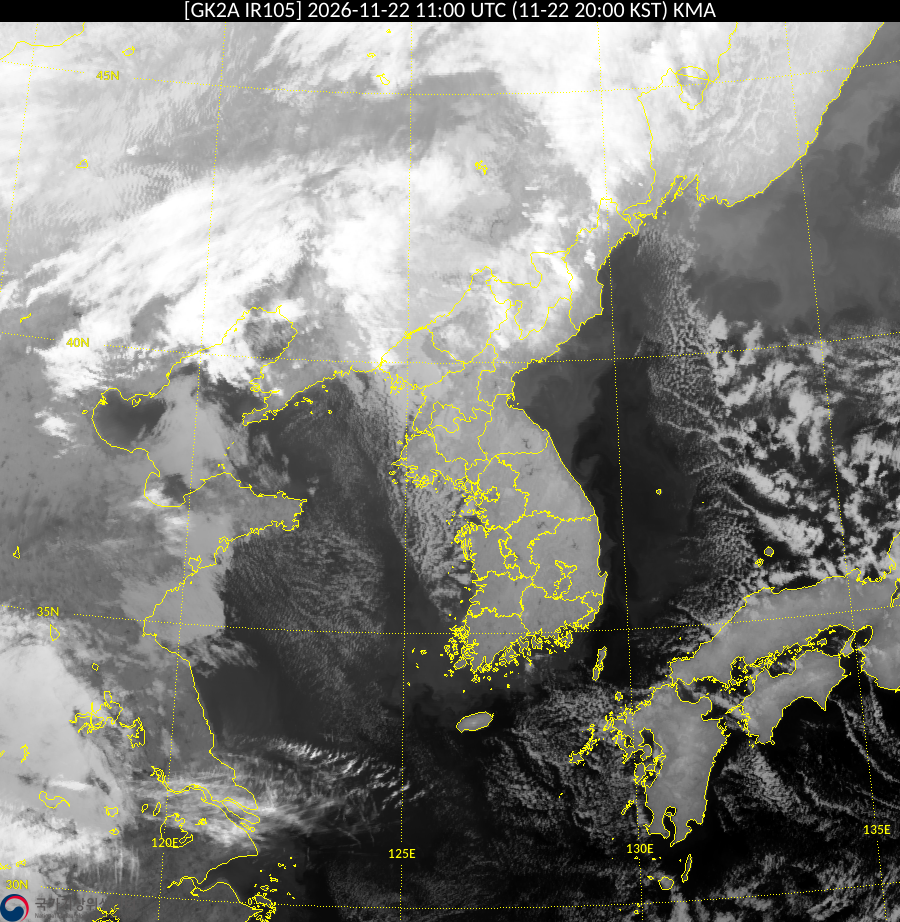 [GK2A IR105] 2026-11-22 11:00 UTC (11-22 20:00 KST) KMA
45N
40N
35N
120E
125E
130E
135E
30N